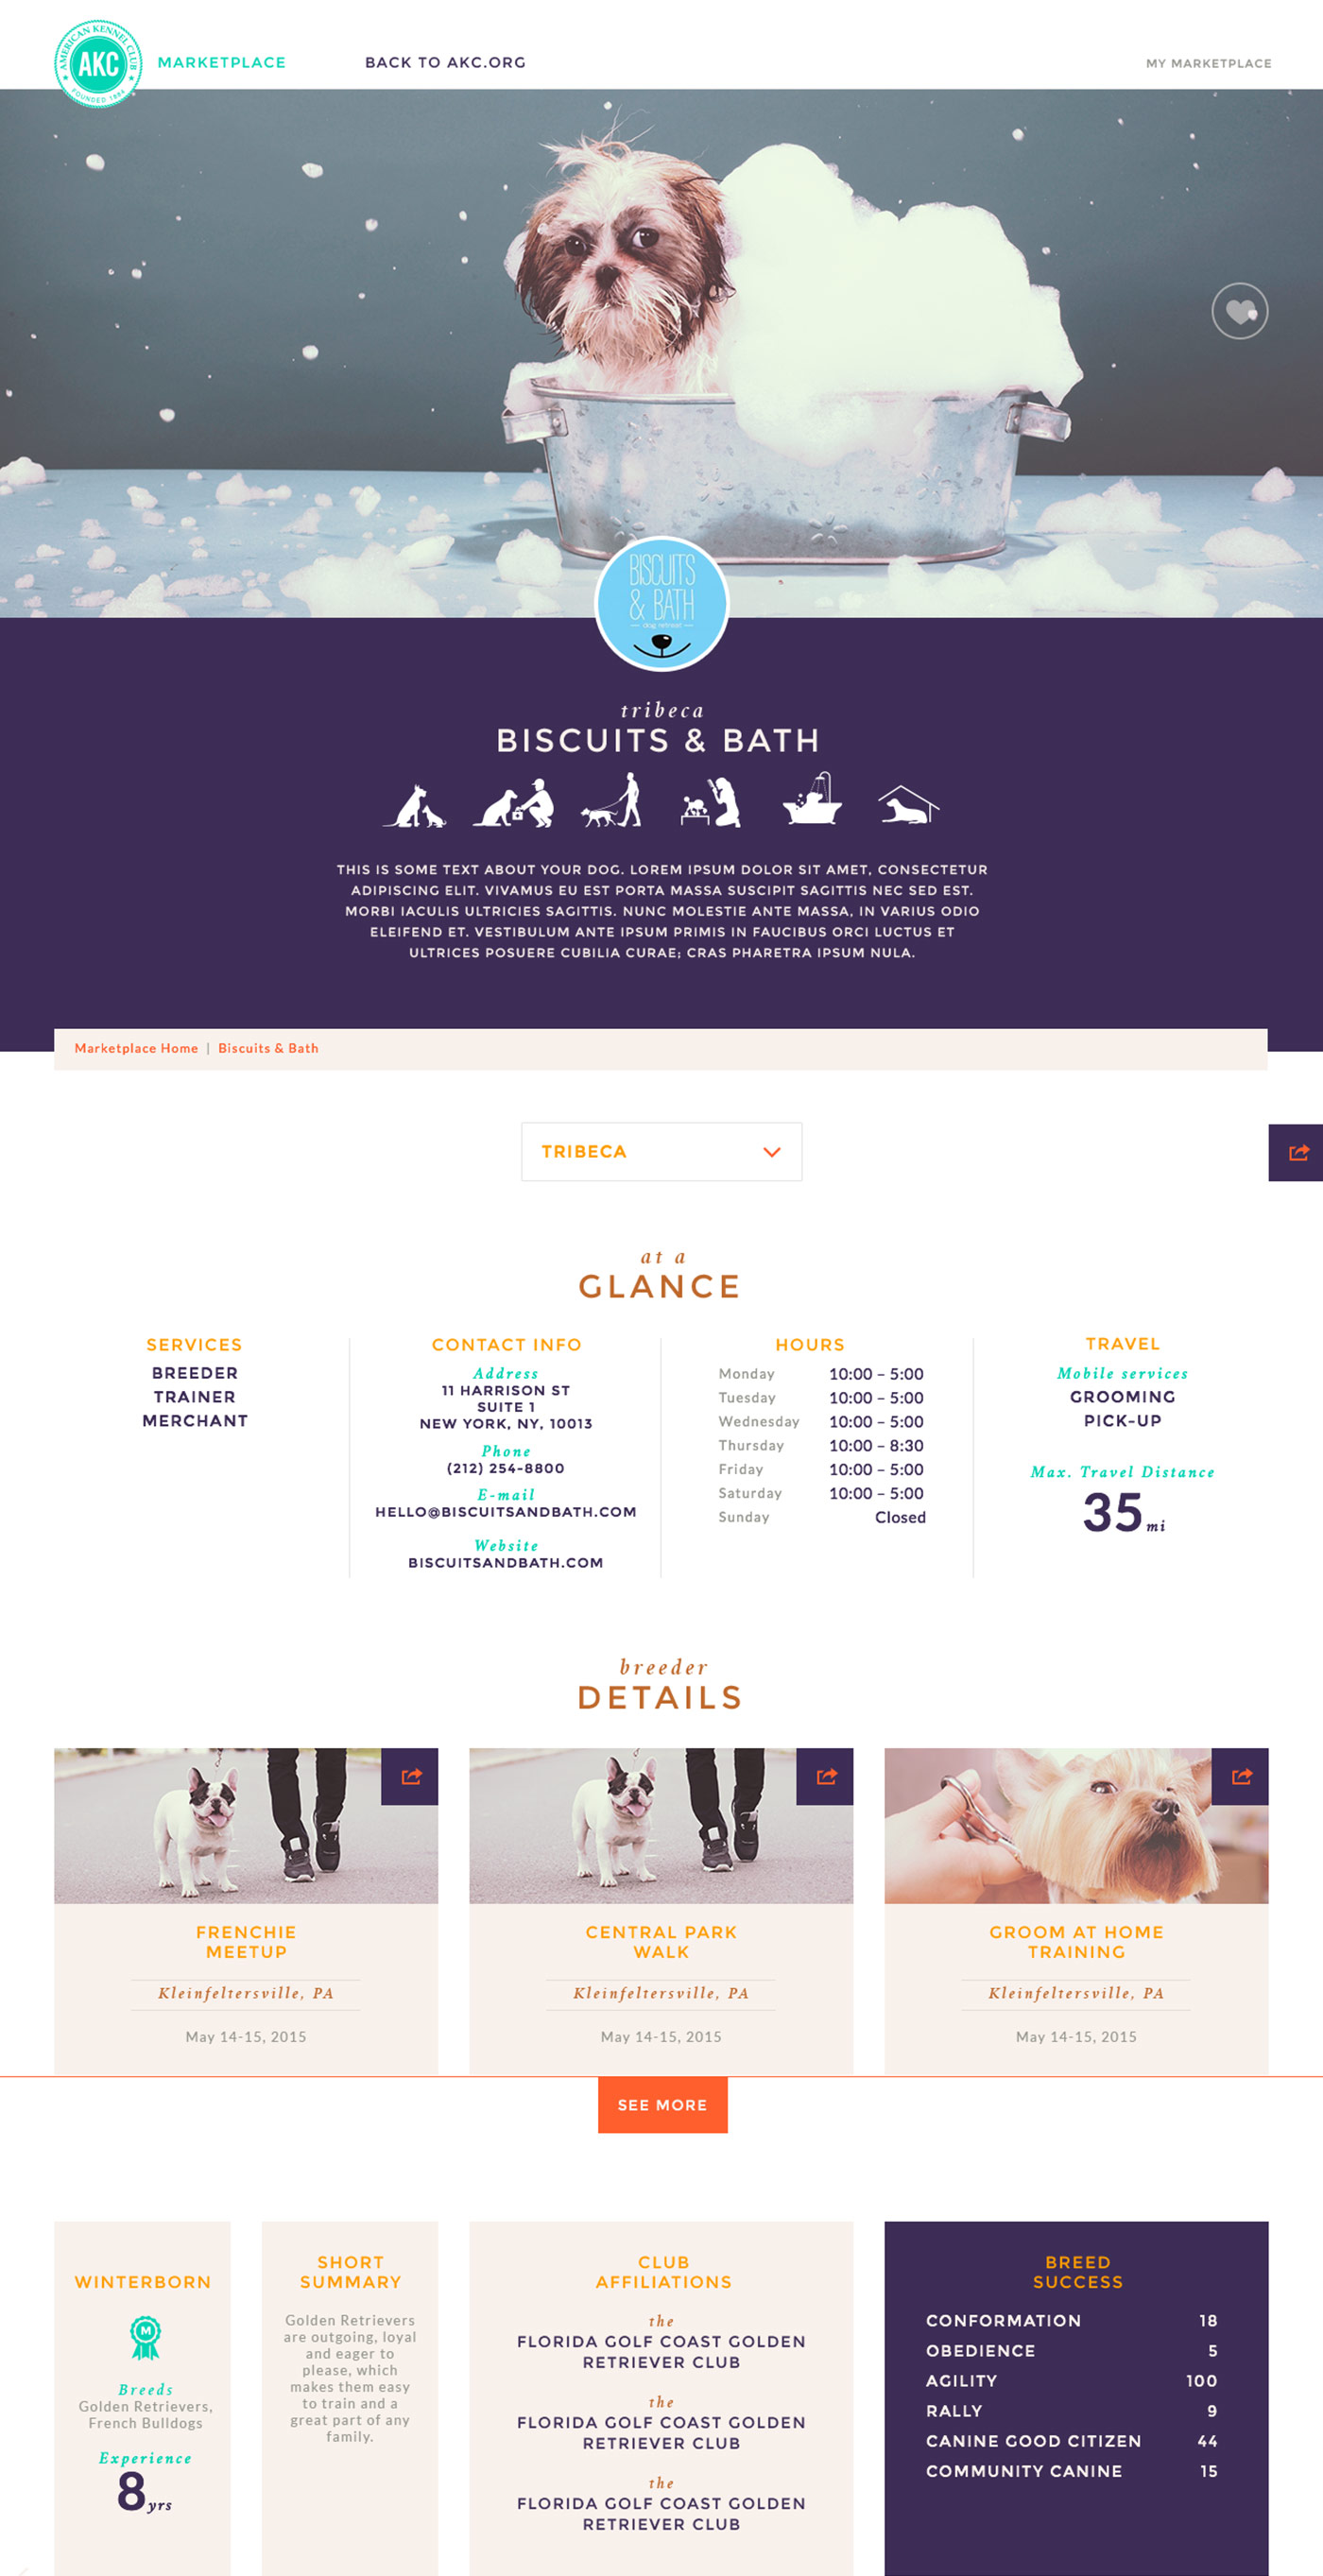 AMERICAN KENNEL CLUB
AKC
FOUNDED 1884
MARKETPLACE
BACK TO AKC.ORG
MY MARKETPLACE
BISCUITS
& BATH
dog retreat
tribeca
BISCUITS & BATH
THIS IS SOME TEXT ABOUT YOUR DOG. LOREM IPSUM DOLOR SIT AMET, CONSECTETUR
ADIPISCING ELIT. VIVAMUS EU EST PORTA MASSA SUSCIPIT SAGITTIS NEC SED EST.
MORBI IACULIS ULTRICIES SAGITTIS. NUNC MOLESTIE ANTE MASSA, IN VARIUS ODIO
ELEIFEND ET. VESTIBULUM ANTE IPSUM PRIMIS IN FAUCIBUS ORCI LUCTUS ET
ULTRICES POSUERE CUBILIA CURAE; CRAS PHARETRA IPSUM NULA.
Marketplace Home | Biscuits & Bath
TRIBECA
at a
GLANCE
SERVICES
BREEDER
TRAINER
MERCHANT
CONTACT INFO
Address
11 HARRISON ST
SUITE 1
NEW YORK, NY, 10013
Phone
(212) 254-8800
E-mail
HELLO@BISCUITSANDBATH.COM
Website
BISCUITSANDBATH.COM
HOURS
Monday 10:00 – 5:00
Tuesday 10:00 – 5:00
Wednesday 10:00 – 5:00
Thursday 10:00 – 8:30
Friday 10:00 – 5:00
Saturday 10:00 – 5:00
Sunday Closed
TRAVEL
Mobile services
GROOMING
PICK-UP
Max. Travel Distance
35 mi
breeder
DETAILS
FRENCHIE
MEETUP
Kleinfeltersville, PA
May 14-15, 2015
CENTRAL PARK
WALK
Kleinfeltersville, PA
May 14-15, 2015
GROOM AT HOME
TRAINING
Kleinfeltersville, PA
May 14-15, 2015
SEE MORE
WINTERBORN
M
Breeds
Golden Retrievers,
French Bulldogs
Experience
8 yrs
SHORT
SUMMARY
Golden Retrievers
are outgoing, loyal
and eager to
please, which
makes them easy
to train and a
great part of any
family.
CLUB
AFFILIATIONS
the
FLORIDA GOLF COAST GOLDEN
RETRIEVER CLUB
the
FLORIDA GOLF COAST GOLDEN
RETRIEVER CLUB
the
FLORIDA GOLF COAST GOLDEN
RETRIEVER CLUB
BREED
SUCCESS
CONFORMATION 18
OBEDIENCE 5
AGILITY 100
RALLY 9
CANINE GOOD CITIZEN 44
COMMUNITY CANINE 15